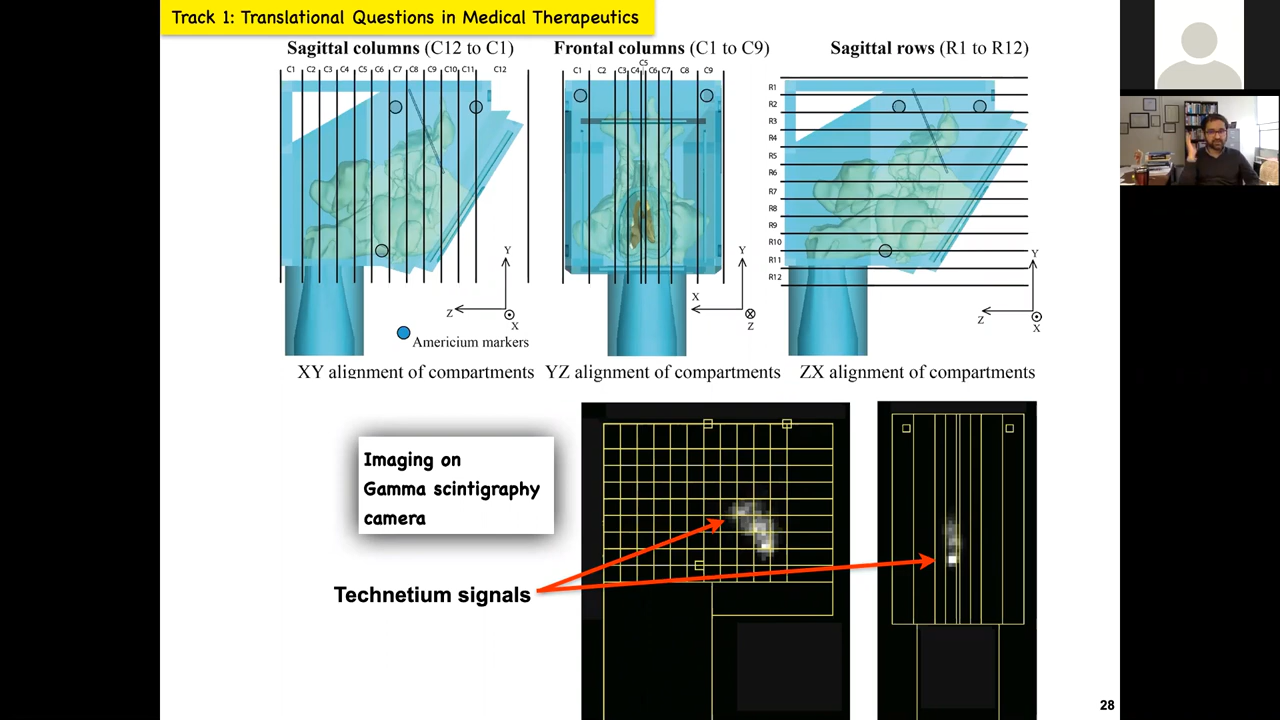 Track 1: Translational Questions in Medical Therapeutics
Sagittal columns (C12 to C1)
C1 C2 C3 C4 C5 C6 C7 C8 C9 C10 C11 C12
Y
Z
X
Americium markers
XY alignment of compartments
Frontal columns (C1 to C9)
C5
C1 C2 C3 C4 C6 C7 C8 C9
Y
X
Z
YZ alignment of compartments
Sagittal rows (R1 to R12)
R1
R2
R3
R4
R5
R6
R7
R8
R9
R10
R11
R12
Y
Z
X
ZX alignment of compartments
Imaging on
Gamma scintigraphy
camera
Technetium signals
28